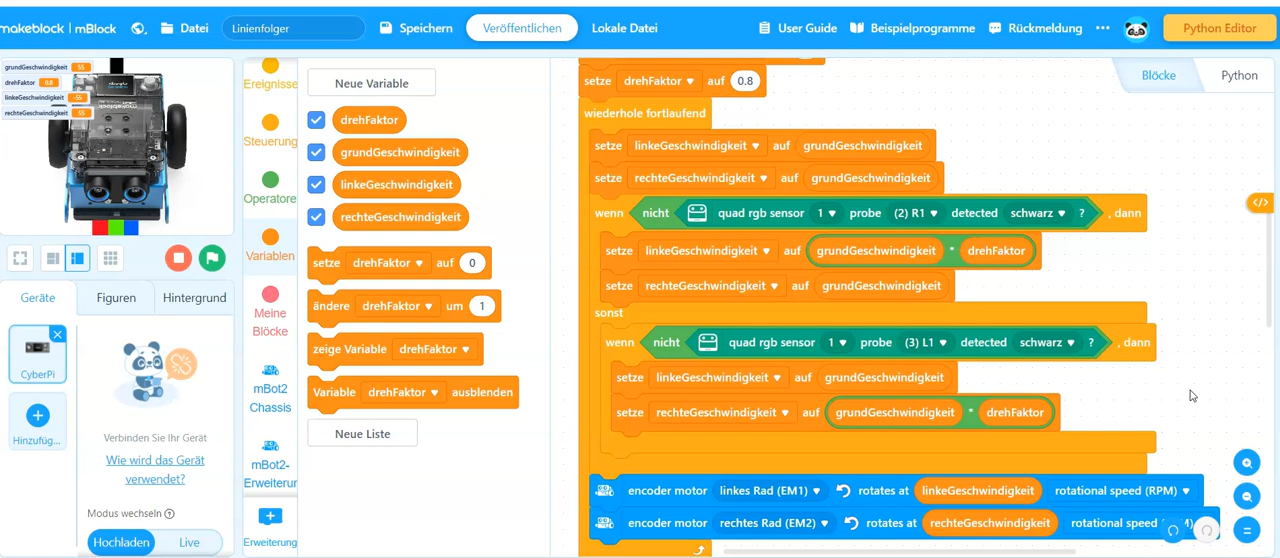 makeblock | mBlock
Datei
Linienfolger
Speichern
Veröffentlichen
Lokale Datei
User Guide
Beispielprogramme
Rückmeldung
Python Editor
grundGeschwindigkeit 55
drehFaktor 0.8
linkeGeschwindigkeit -55
rechteGeschwindigkeit 55
Geräte
Figuren
Hintergrund
CyberPi
Hinzufüg...
Verbinden Sie Ihr Gerät
Wie wird das Gerät
verwendet?
Modus wechseln
Hochladen
Live
Ereignisse
Steuerung
Operatore
Variablen
Meine
Blöcke
mBot2
Chassis
mBot2-
Erweiterur
Erweiterung
Neue Variable
drehFaktor
grundGeschwindigkeit
linkeGeschwindigkeit
rechteGeschwindigkeit
setze drehFaktor auf 0
ändere drehFaktor um 1
zeige Variable drehFaktor
Variable drehFaktor ausblenden
Neue Liste
Blöcke
Python
setze drehFaktor auf 0.8
wiederhole fortlaufend
setze linkeGeschwindigkeit auf grundGeschwindigkeit
setze rechteGeschwindigkeit auf grundGeschwindigkeit
wenn nicht quad rgb sensor 1 probe (2) R1 detected schwarz ? , dann
setze linkeGeschwindigkeit auf grundGeschwindigkeit * drehFaktor
setze rechteGeschwindigkeit auf grundGeschwindigkeit
sonst
wenn nicht quad rgb sensor 1 probe (3) L1 detected schwarz ? , dann
setze linkeGeschwindigkeit auf grundGeschwindigkeit
setze rechteGeschwindigkeit auf grundGeschwindigkeit * drehFaktor
encoder motor linkes Rad (EM1) rotates at linkeGeschwindigkeit rotational speed (RPM)
encoder motor rechtes Rad (EM2) rotates at rechteGeschwindigkeit rotational speed